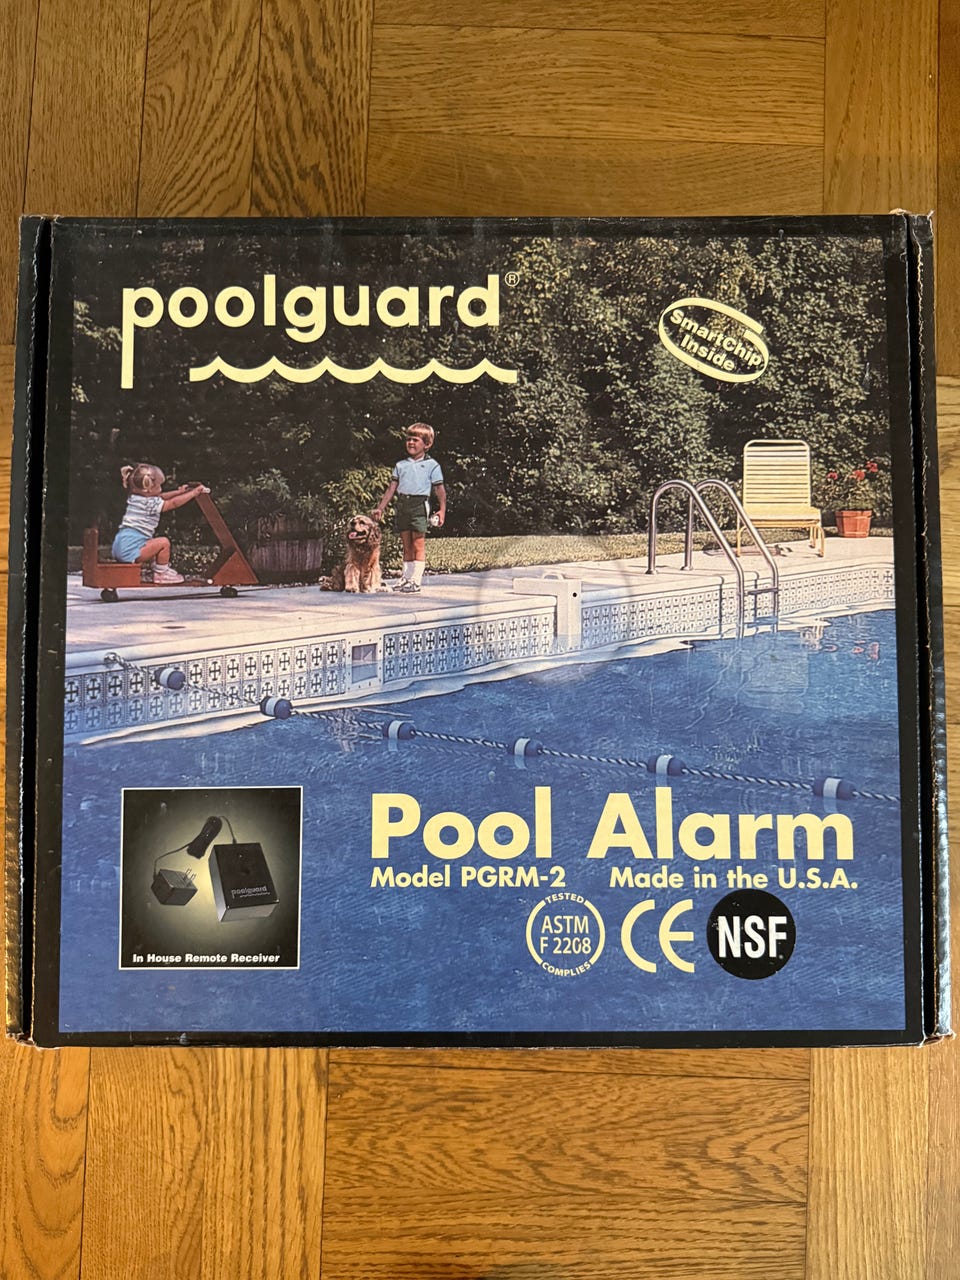 poolguard®
SmartChip
Inside
poolguard
In House Remote Receiver
Pool Alarm
Model PGRM-2 Made in the U.S.A.
TESTED
ASTM
F 2208
COMPLIES
CE
NSF